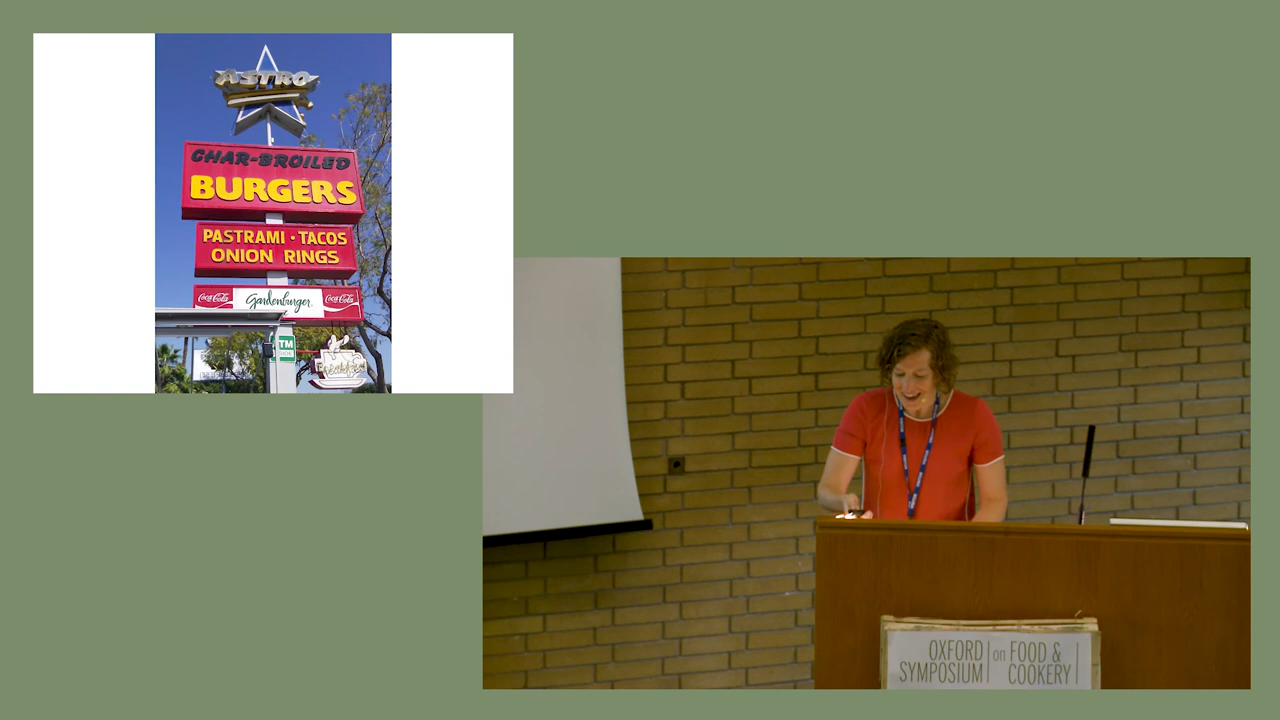 ASTRO
CHAR-BROILED
BURGERS
PASTRAMI · TACOS
ONION RINGS
Coca-Cola
Gardenburger.
Coca-Cola
TM
Breakfast
OXFORD
SYMPOSIUM
on
FOOD &
COOKERY